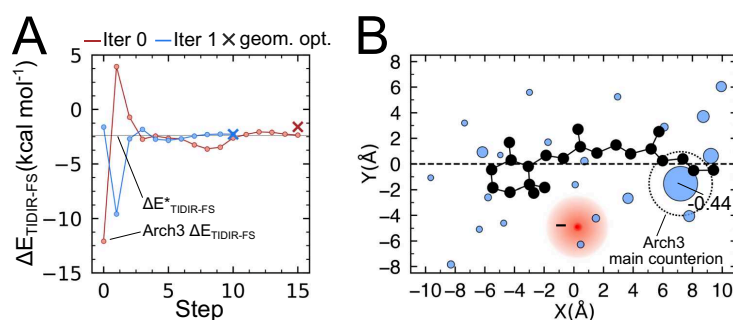 A
B
Iter 0 Iter 1 × geom. opt.
ΔE_TIDIR-FS(kcal mol⁻¹)
5
0
−5
−10
−15
ΔE*_TIDIR-FS
Arch3 ΔE_TIDIR-FS
0 5 10 15
Step
Y(Å)
8
6
4
2
0
-2
-4
-6
-8
-0.44
-
Arch3
main counterion
-10 -8 -6 -4 -2 0 2 4 6 8 10
X(Å)